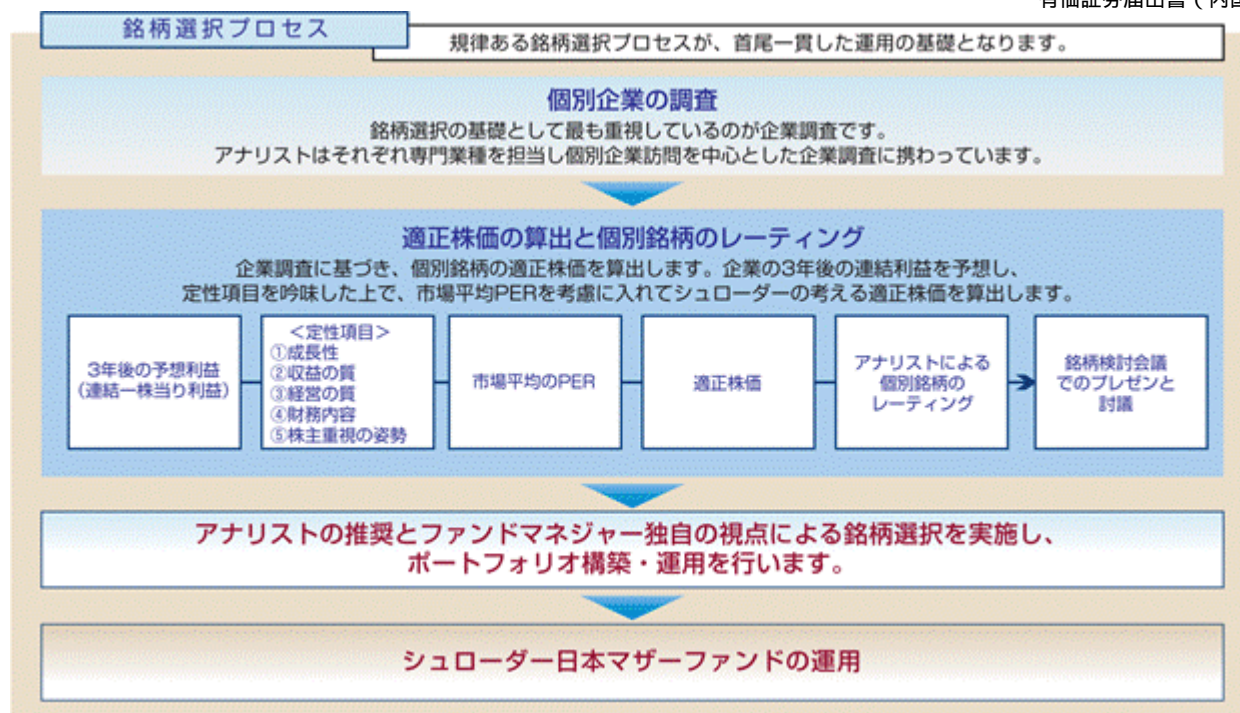 有価証券届出書(内国
銘柄選択プロセス
規律ある銘柄選択プロセスが、首尾一貫した運用の基礎となります。
個別企業の調査
銘柄選択の基礎として最も重視しているのが企業調査です。
アナリストはそれぞれ専門業種を担当し個別企業訪問を中心とした企業調査に携わっています。
適正株価の算出と個別銘柄のレーティング
企業調査に基づき、個別銘柄の適正株価を算出します。企業の3年後の連結利益を予想し、
定性項目を吟味した上で、市場平均PERを考慮に入れてシュローダーの考える適正株価を算出します。
3年後の予想利益
(連結一株当り利益)
＜定性項目＞
①成長性
②収益の質
③経営の質
④財務内容
⑤株主重視の姿勢
市場平均のPER
適正株価
アナリストによる
個別銘柄の
レーティング
銘柄検討会議
でのプレゼンと
討議
アナリストの推奨とファンドマネジャー独自の視点による銘柄選択を実施し、
ポートフォリオ構築・運用を行います。
シュローダー日本マザーファンドの運用